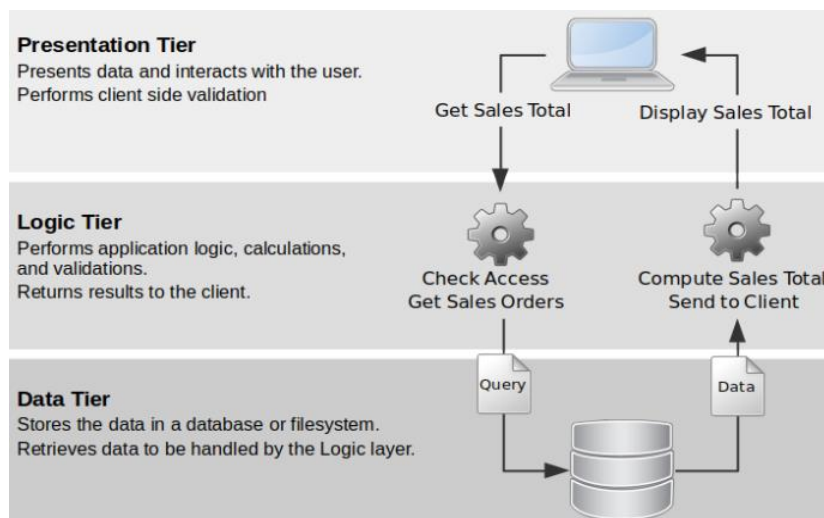 Presentation Tier
Presents data and interacts with the user.
Performs client side validation
Get Sales Total
Display Sales Total
Logic Tier
Performs application logic, calculations,
and validations.
Returns results to the client.
Check Access
Get Sales Orders
Compute Sales Total
Send to Client
Query
Data
Data Tier
Stores the data in a database or filesystem.
Retrieves data to be handled by the Logic layer.